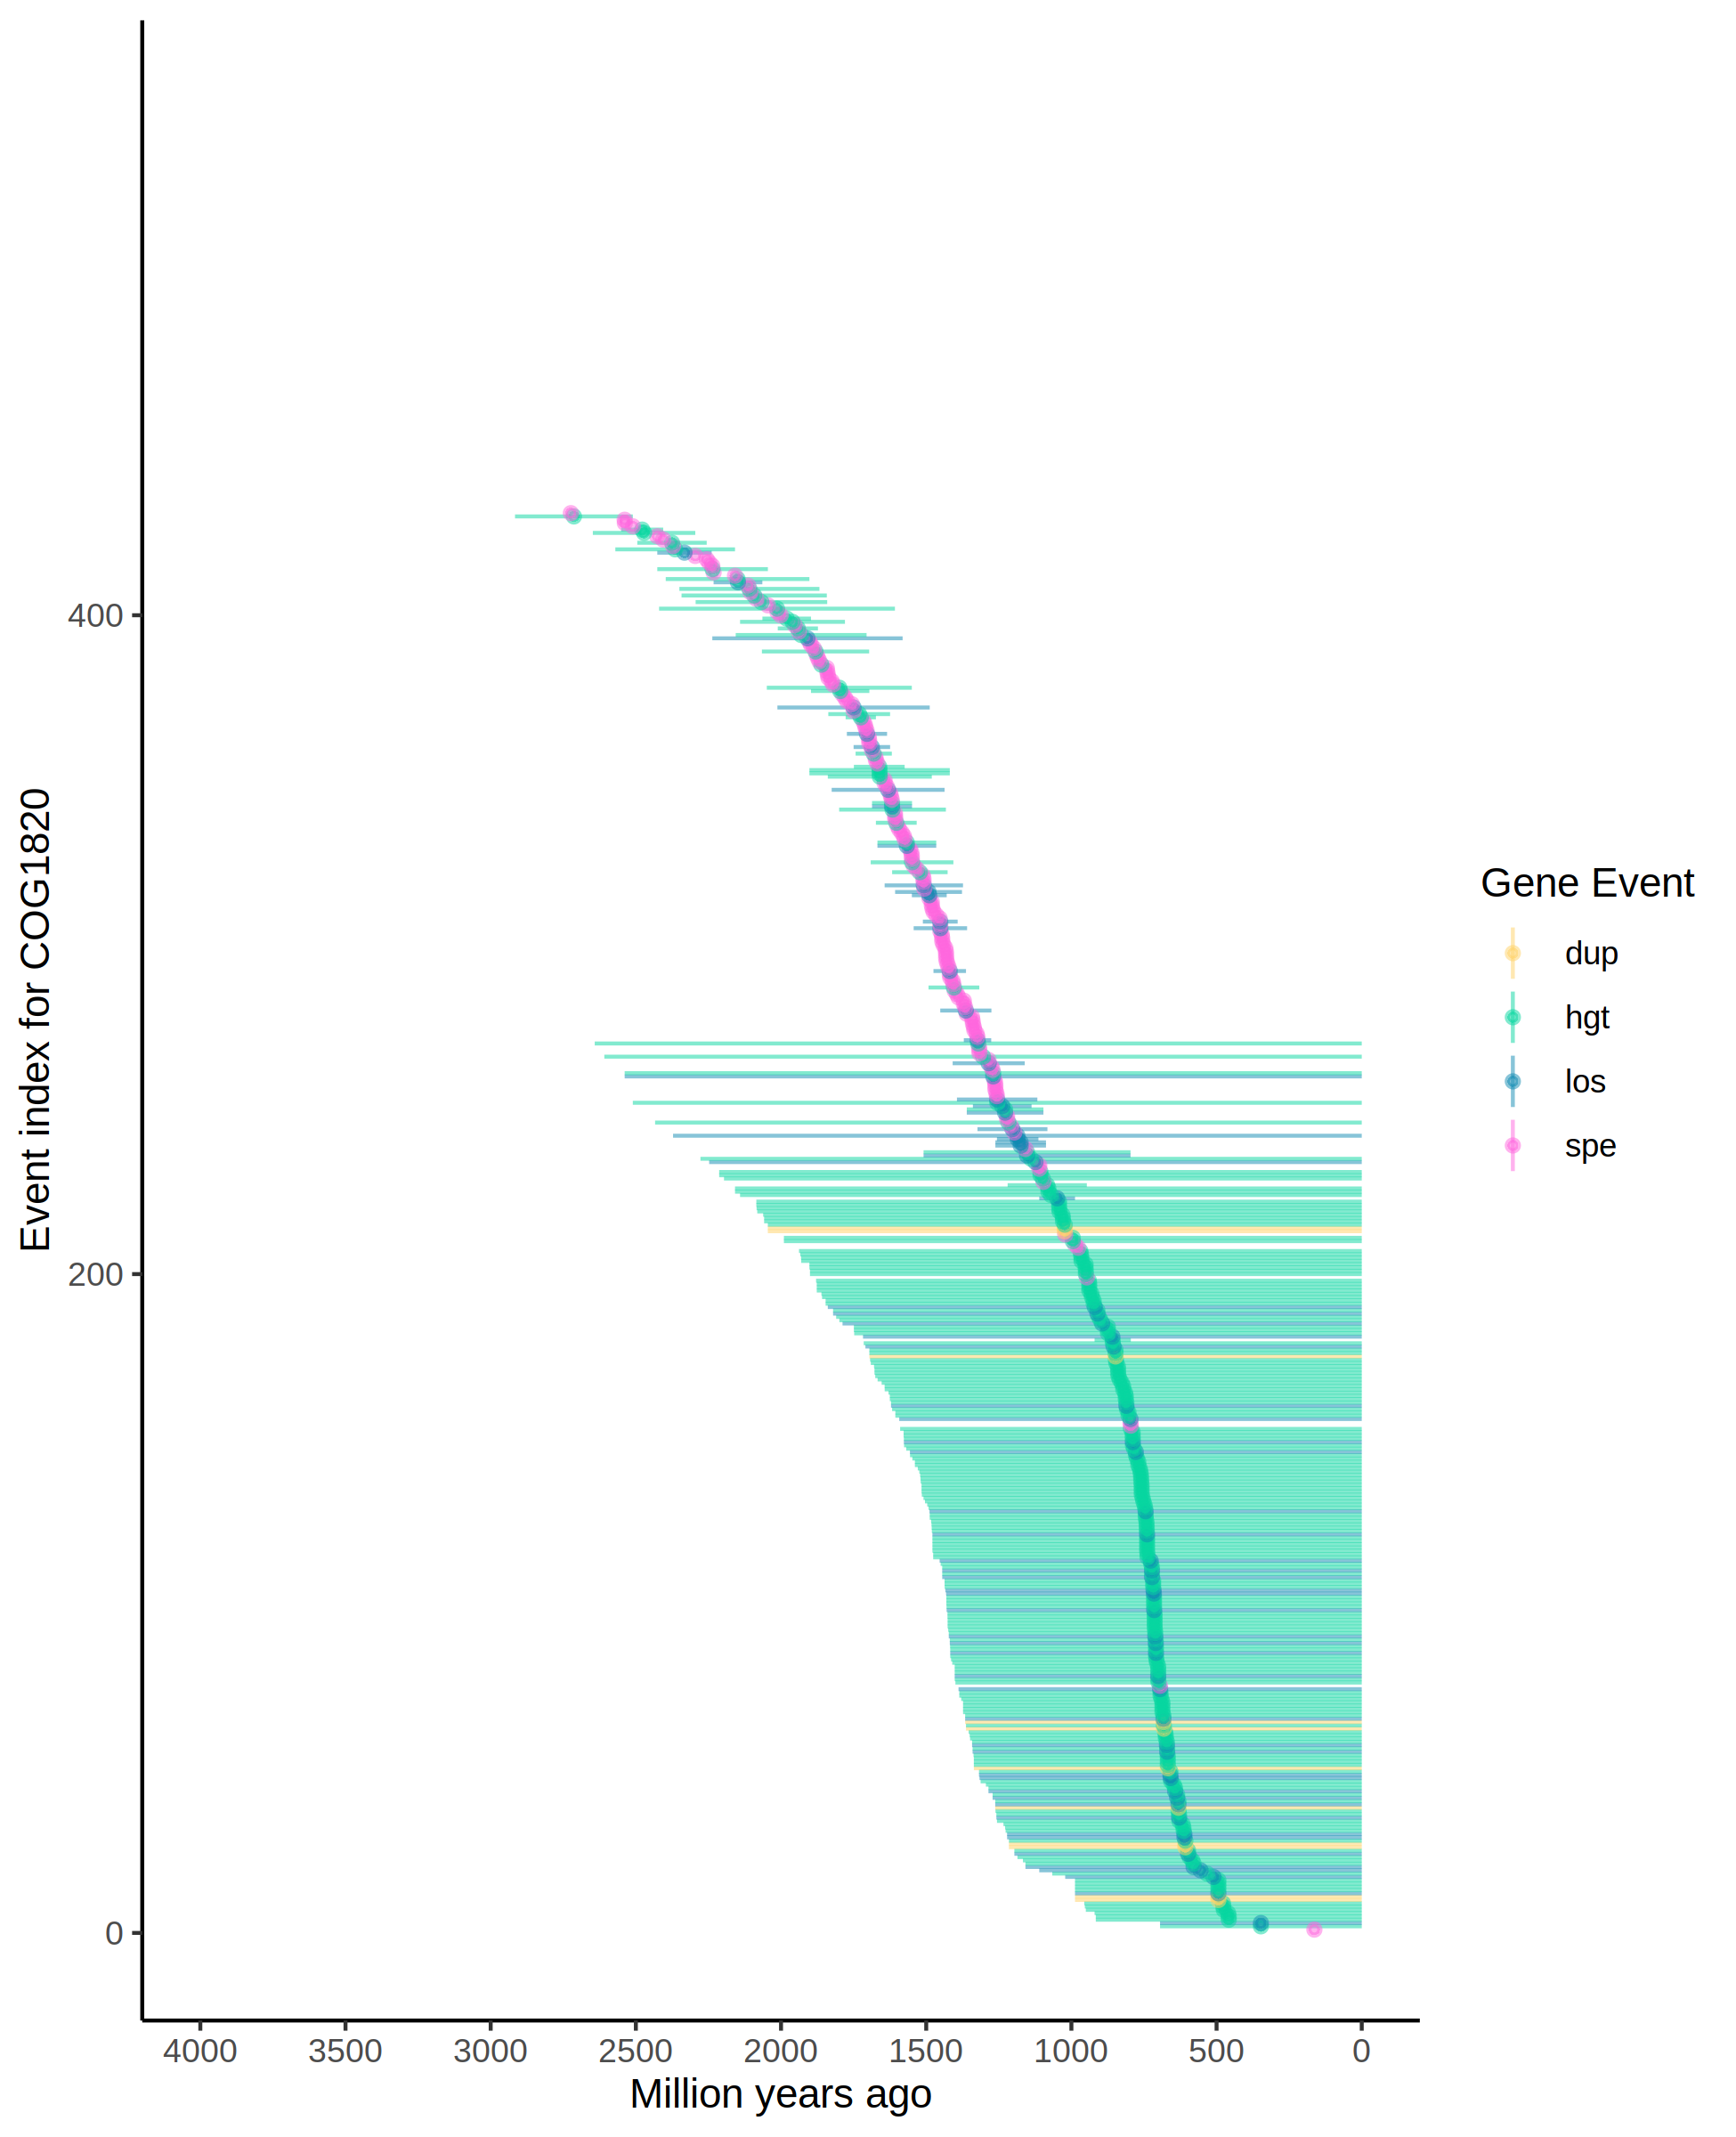 Event index for COG1820
400
200
0
4000 3500 3000 2500 2000 1500 1000 500 0
Million years ago
Gene Event
dup
hgt
los
spe